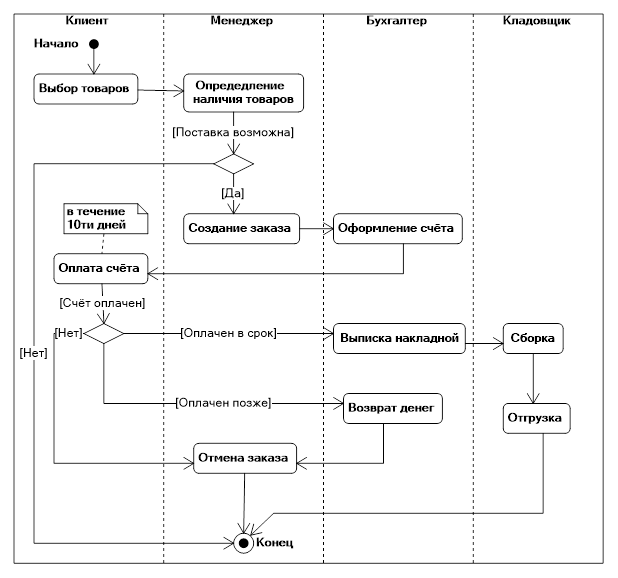 Клиент
Менеджер
Бухгалтер
Кладовщик
Начало
Выбор товаров
Опредедление
наличия товаров
[Поставка возможна]
[Да]
в течение
10ти дней
Создание заказа
Оформление счёта
Оплата счёта
[Счёт оплачен]
[Нет]
[Оплачен в срок]
Выписка накладной
Сборка
[Нет]
[Оплачен позже]
Возврат денег
Отгрузка
Отмена заказа
Конец